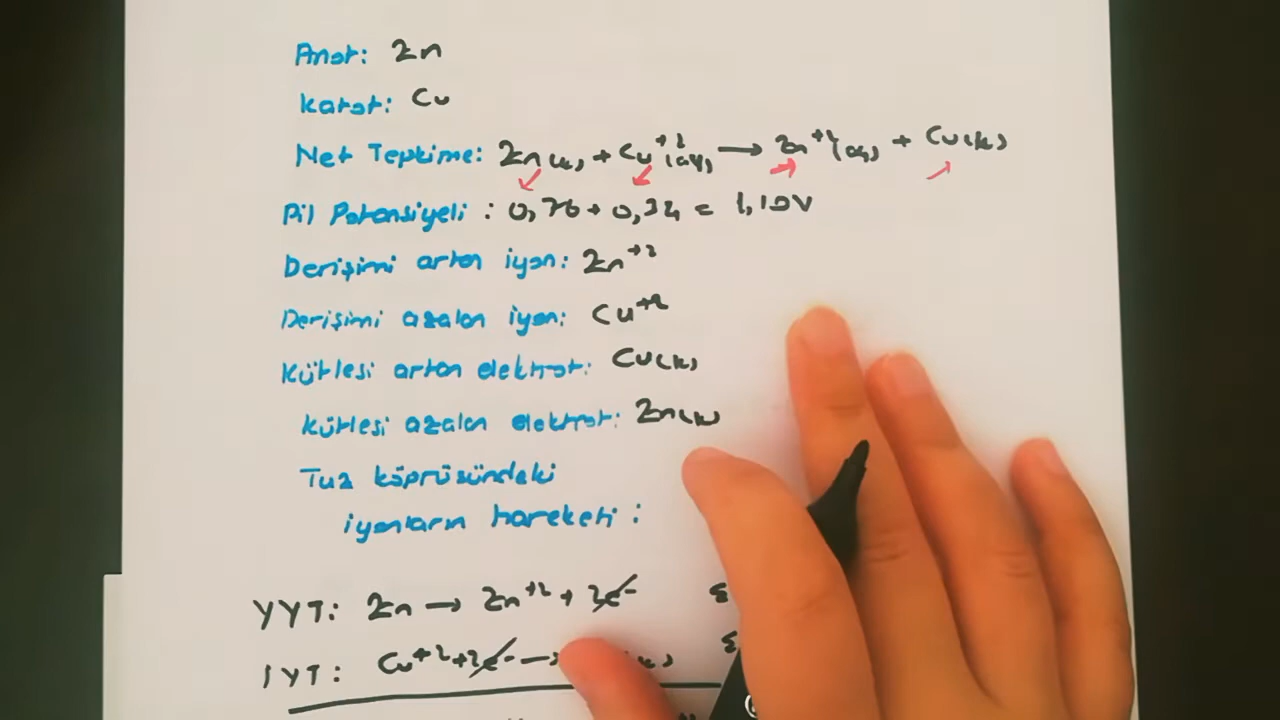 Anot: Zn
Katot: Cu
Net Tepkime: Zn(k) + Cu⁺²(aq) → Zn⁺²(aq) + Cu(k)
Pil Potansiyeli : 0,76 + 0,34 = 1,10V
Derişimi artan iyon: Zn⁺²
Derişimi azalan iyon: Cu⁺²
Kütlesi artan elektrot: Cu(k)
Kütlesi azalan elektrot: Zn(k)
Tuz köprüsündeki
iyonların hareketi :
YYT: Zn → Zn⁺² + 2e⁻
İYT: Cu⁺² + 2e⁻ → (k)